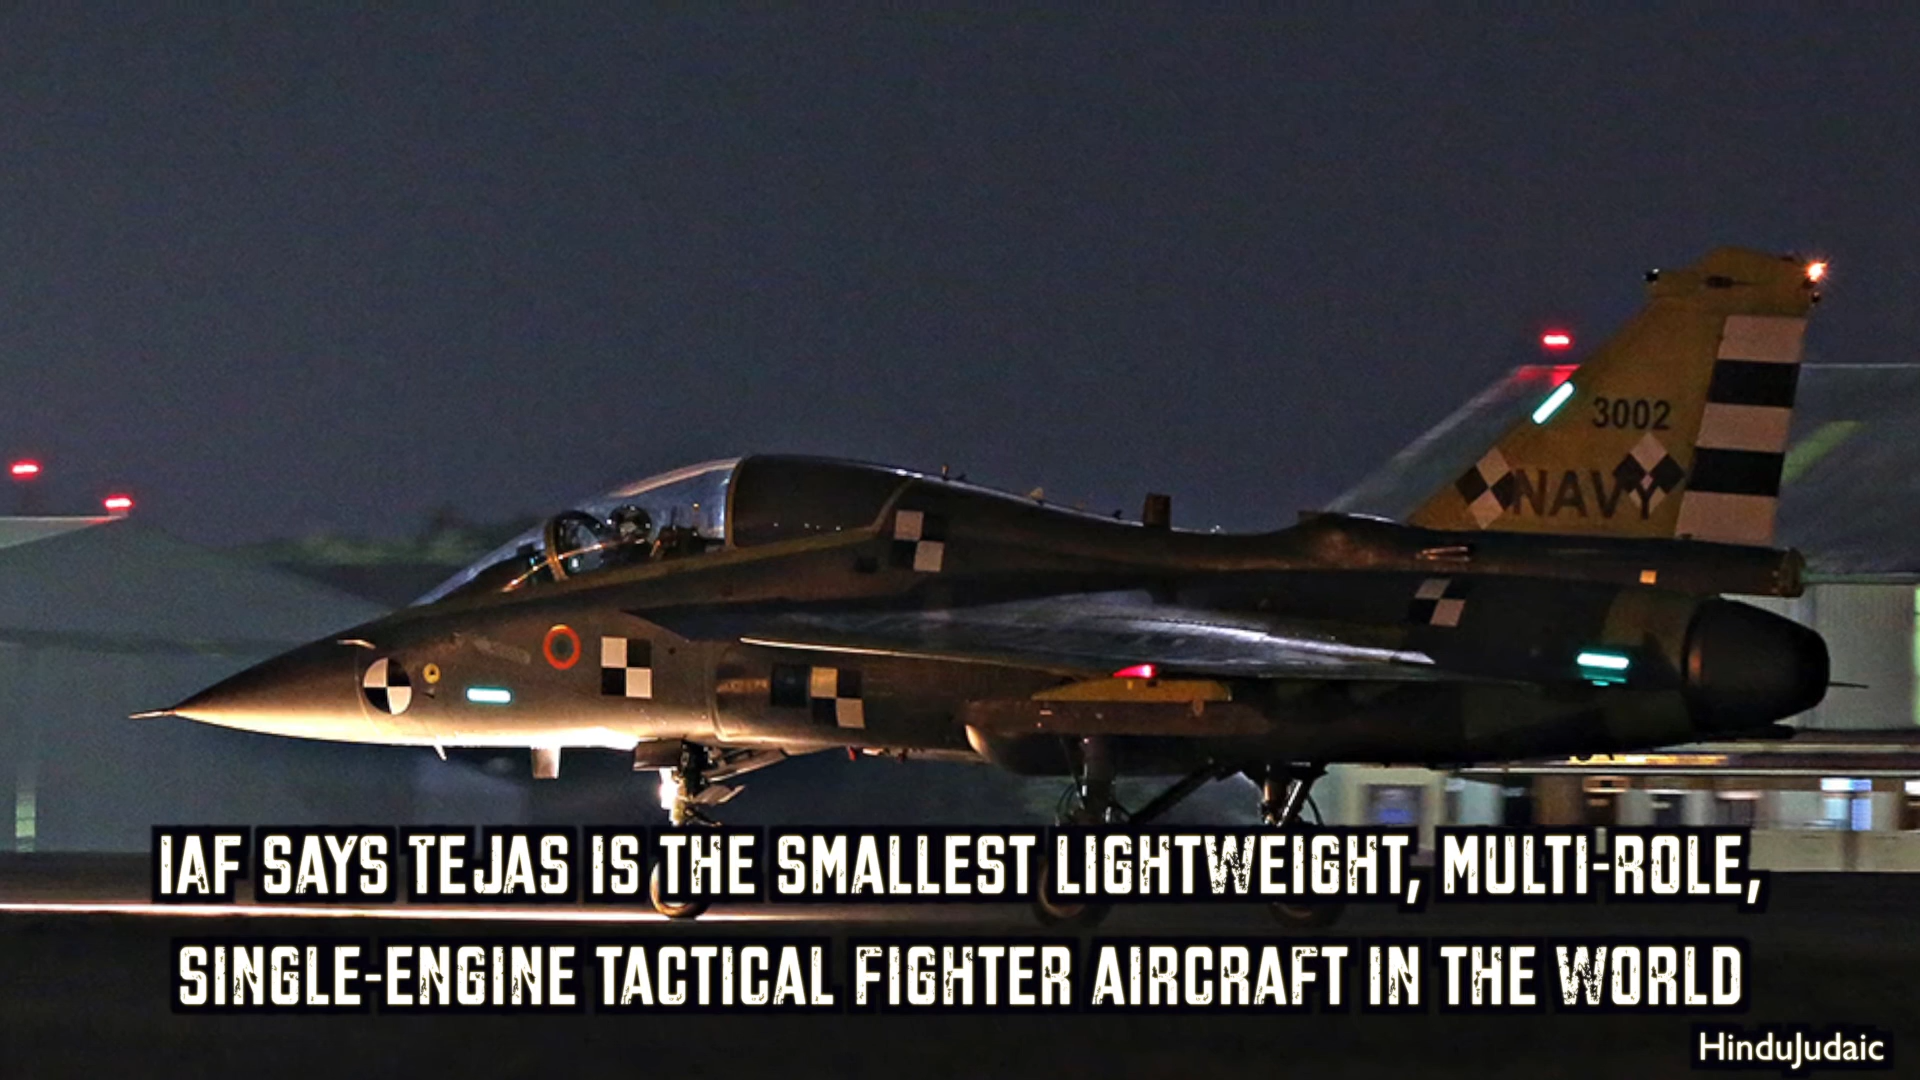 3002
NAVY
IAF SAYS TEJAS IS THE SMALLEST LIGHTWEIGHT, MULTI-ROLE,
SINGLE-ENGINE TACTICAL FIGHTER AIRCRAFT IN THE WORLD
HinduJudaic